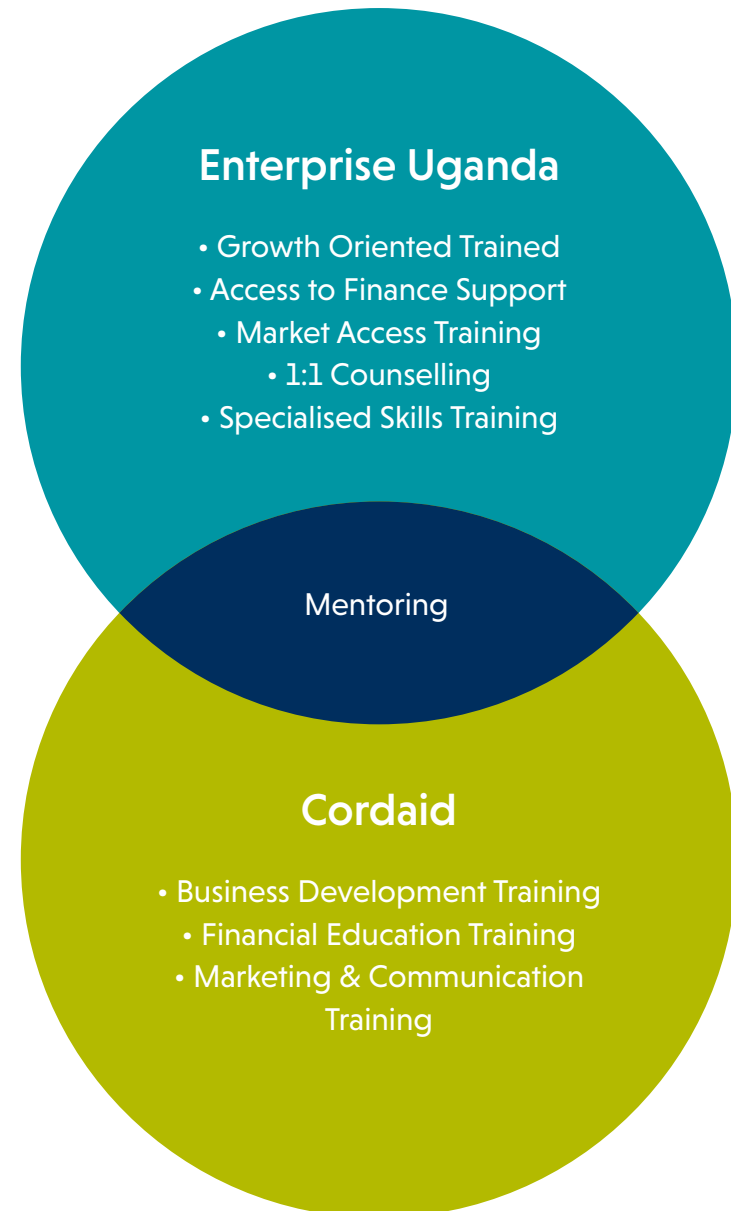 Enterprise Uganda
• Growth Oriented Trained
• Access to Finance Support
• Market Access Training
• 1:1 Counselling
• Specialised Skills Training
Mentoring
Cordaid
• Business Development Training
• Financial Education Training
• Marketing & Communication
Training